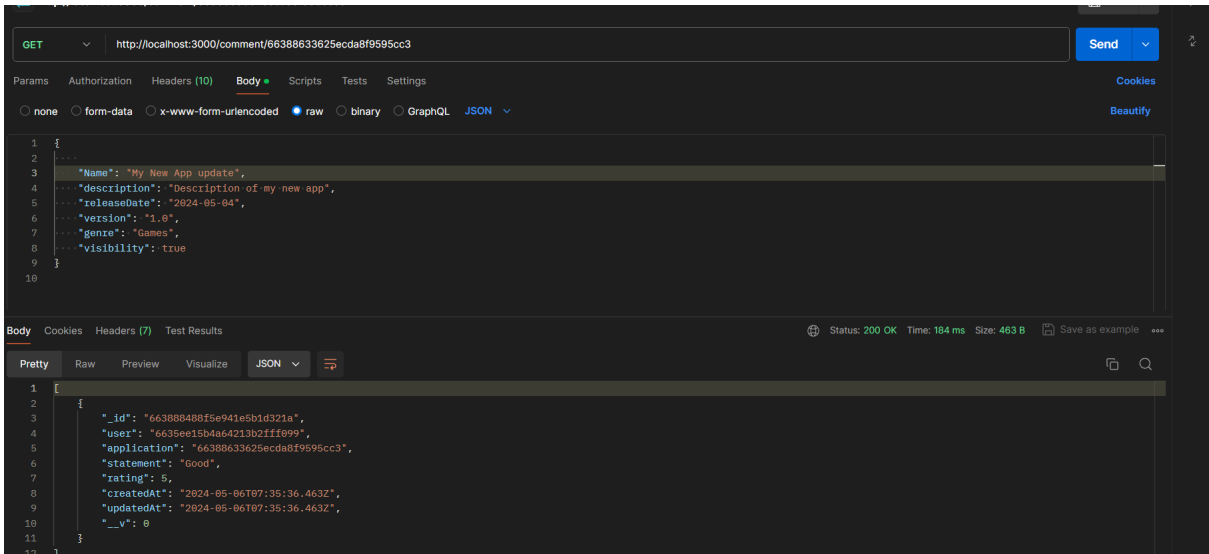 GET http://localhost:3000/comment/66388633625ecda8f9595cc3 Send
Params Authorization Headers (10) Body Scripts Tests Settings Cookies
none form-data x-www-form-urlencoded raw binary GraphQL JSON Beautify
1 {
2 ····
3 "Name": "My New App update",
4 ····"description":·"Description·of·my·new·app",
5 ····"releaseDate":·"2024-05-04",
6 ····"version":·"1.0",
7 ····"genre":·"Games",
8 ····"visibility":·true
9 }
10
Body Cookies Headers (7) Test Results Status: 200 OK Time: 184 ms Size: 463 B Save as example
Pretty Raw Preview Visualize JSON
1 [
2 {
3 "_id": "663888488f5e941e5b1d321a",
4 "user": "6635ee15b4a64213b2fff099",
5 "application": "66388633625ecda8f9595cc3",
6 "statement": "Good",
7 "rating": 5,
8 "createdAt": "2024-05-06T07:35:36.463Z",
9 "updatedAt": "2024-05-06T07:35:36.463Z",
10 "__v": 0
11 }
12 ]